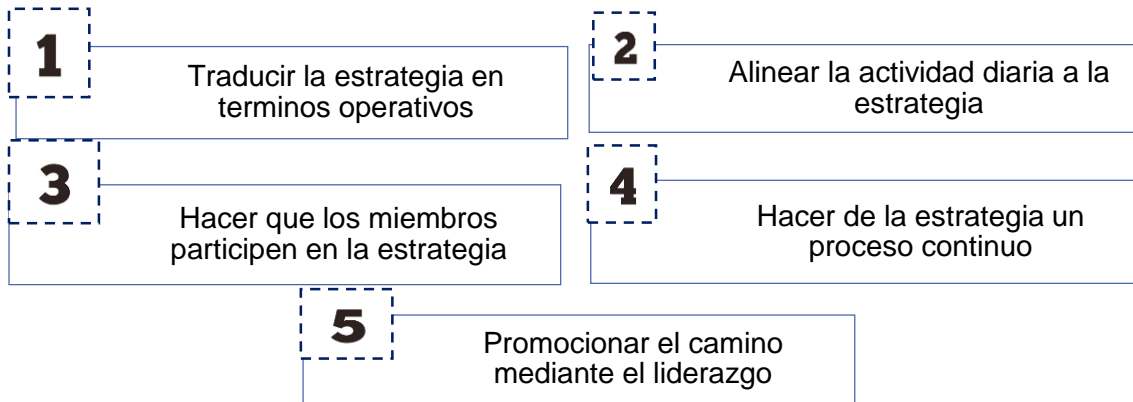 1
Traducir la estrategia en
terminos operativos
2
Alinear la actividad diaria a la
estrategia
3
Hacer que los miembros
participen en la estrategia
4
Hacer de la estrategia un
proceso continuo
5
Promocionar el camino
mediante el liderazgo